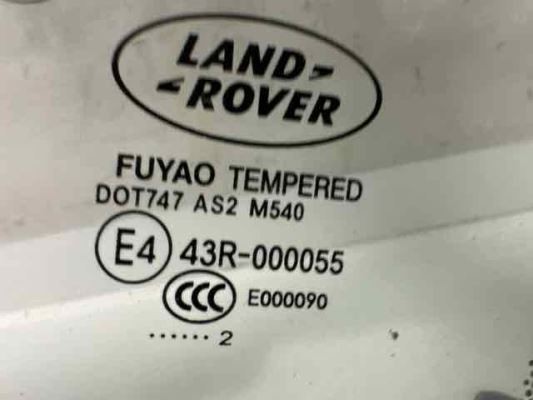 LAND
ROVER
FUYAO TEMPERED
DOT747 AS2 M540
E4 43R-000055
CCC E000090
...... 2